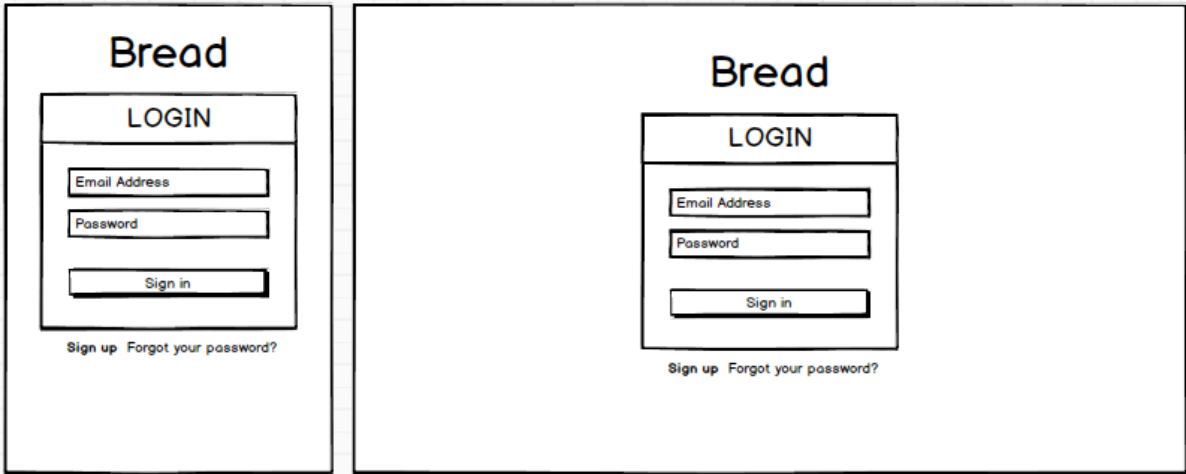 Bread
LOGIN
Email Address
Password
Sign in
Sign up Forgot your password?
Bread
LOGIN
Email Address
Password
Sign in
Sign up Forgot your password?